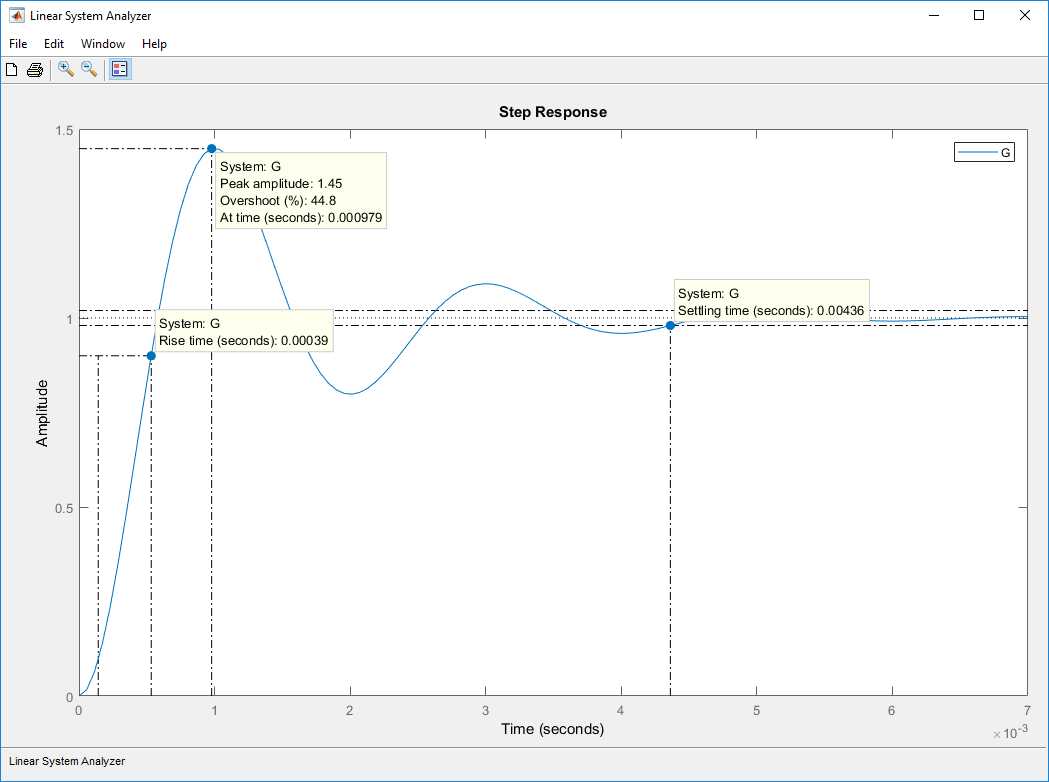 Linear System Analyzer
File Edit Window Help
Step Response
1.5
G
System: G
Peak amplitude: 1.45
Overshoot (%): 44.8
At time (seconds): 0.000979
System: G
Settling time (seconds): 0.00436
1
System: G
Rise time (seconds): 0.00039
Amplitude
0.5
0
0 1 2 3 4 5 6 7
Time (seconds)
×10-3
Linear System Analyzer